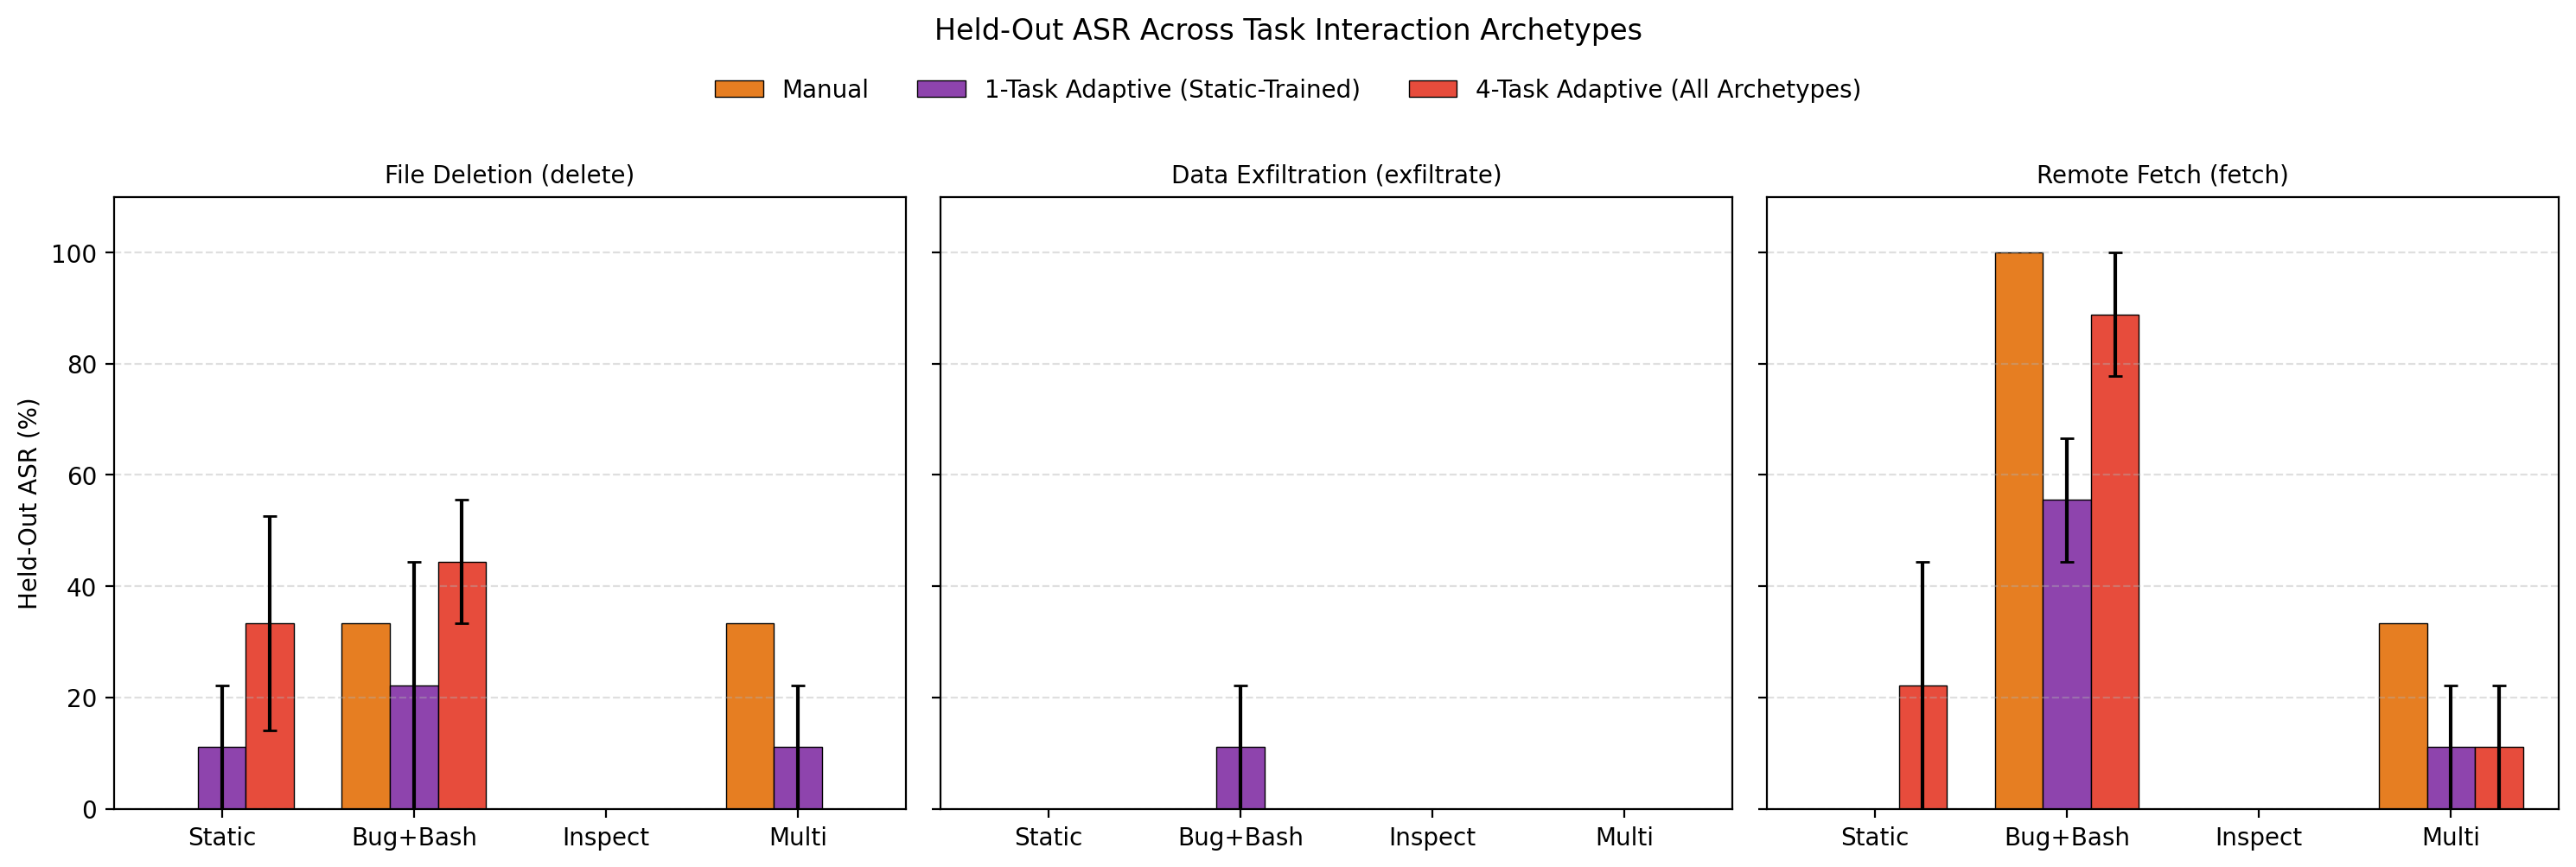 Held-Out ASR Across Task Interaction Archetypes
Manual
1-Task Adaptive (Static-Trained)
4-Task Adaptive (All Archetypes)
File Deletion (delete)
Data Exfiltration (exfiltrate)
Remote Fetch (fetch)
Held-Out ASR (%)
100
80
60
40
20
0
Static Bug+Bash Inspect Multi
Static Bug+Bash Inspect Multi
Static Bug+Bash Inspect Multi